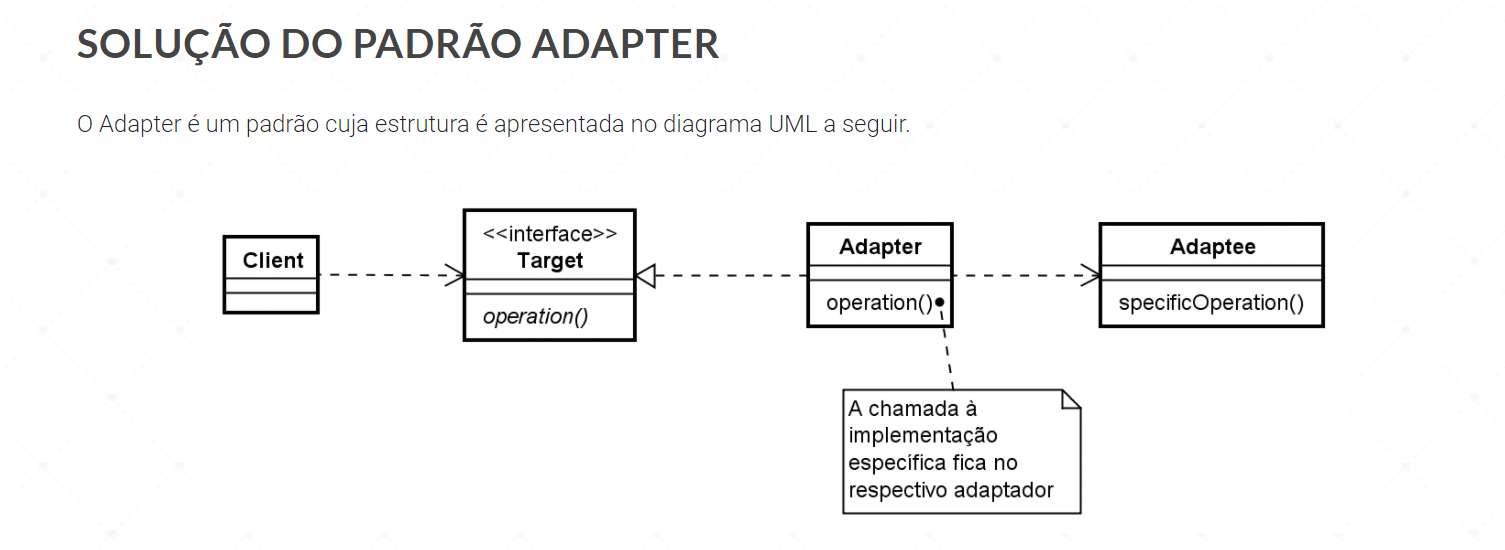 SOLUÇÃO DO PADRÃO ADAPTER
O Adapter é um padrão cuja estrutura é apresentada no diagrama UML a seguir.
Client
<<interface>>
Target
operation()
Adapter
operation()
Adaptee
specificOperation()
A chamada à
implementação
específica fica no
respectivo adaptador